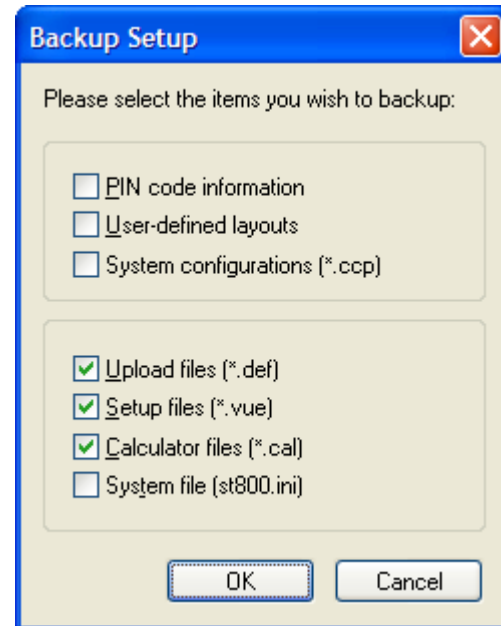 Backup Setup
Please select the items you wish to backup:
PIN code information
User-defined layouts
System configurations (*.ccp)
Upload files (*.def)
Setup files (*.vue)
Calculator files (*.cal)
System file (st800.ini)
OK Cancel